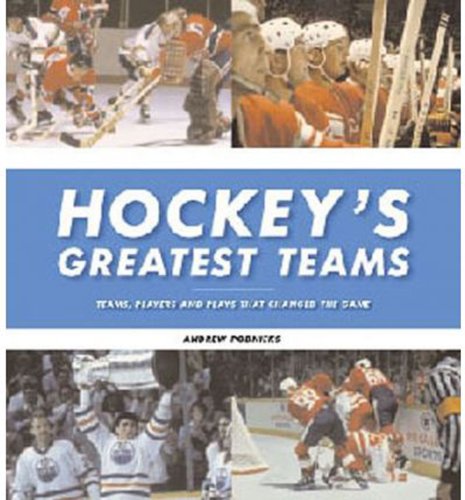 HOCKEY'S
GREATEST TEAMS
TEAMS, PLAYERS AND PLAYS THAT CHANGED THE GAME
ANDREW PODNIEKS